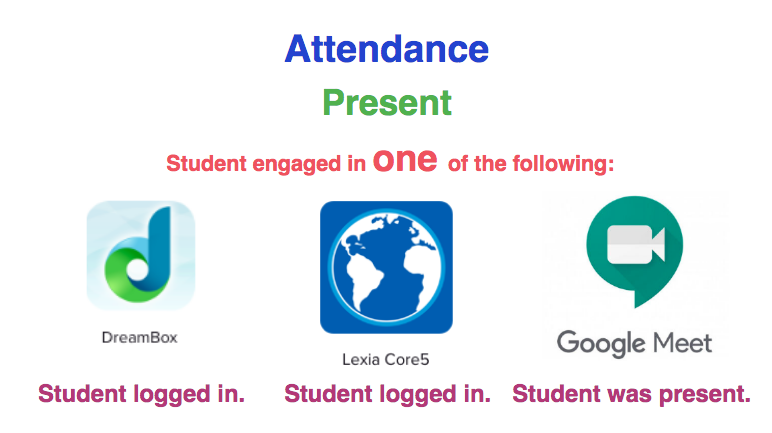 Attendance
Present
Student engaged in one of the following:
DreamBox
Lexia Core5
Google Meet
Student logged in.
Student logged in.
Student was present.